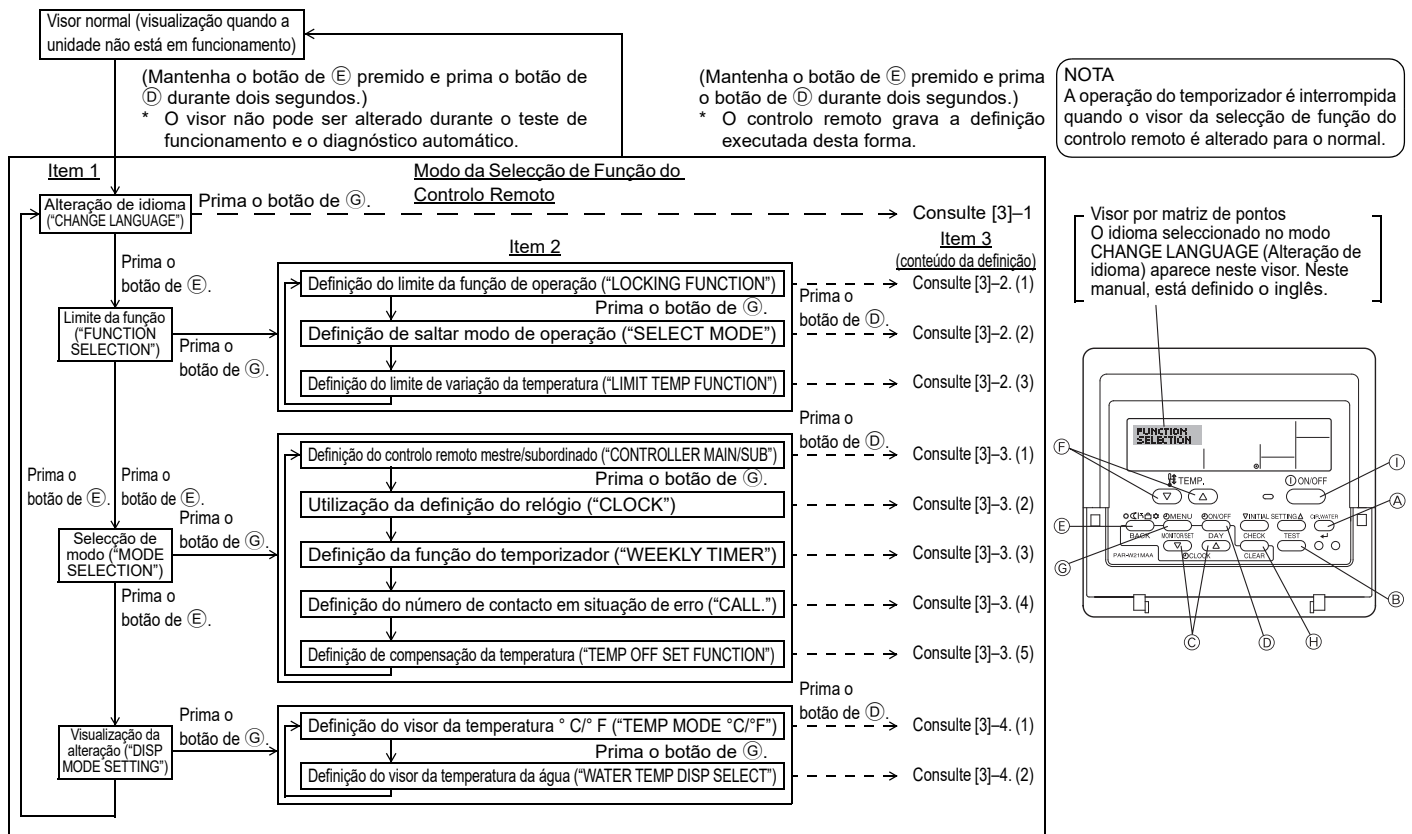 Visor normal (visualização quando a
unidade não está em funcionamento)
(Mantenha o botão de Ⓔ premido e prima o botão de
Ⓓ durante dois segundos.)
* O visor não pode ser alterado durante o teste de
funcionamento e o diagnóstico automático.
(Mantenha o botão de Ⓔ premido e prima
o botão de Ⓓ durante dois segundos.)
* O controlo remoto grava a definição
executada desta forma.
NOTA
A operação do temporizador é interrompida
quando o visor da selecção de função do
controlo remoto é alterado para o normal.
Item 1
Modo da Selecção de Função do
Controlo Remoto
Alteração de idioma
("CHANGE LANGUAGE")
Prima o botão de Ⓖ.
Consulte [3]–1
Item 2
Item 3
(conteúdo da definição)
Prima o
botão de Ⓔ.
Limite da função
("FUNCTION
SELECTION")
Prima o
botão de Ⓖ.
Definição do limite da função de operação ("LOCKING FUNCTION")
Prima o botão de Ⓖ.
Definição de saltar modo de operação ("SELECT MODE")
Definição do limite de variação da temperatura ("LIMIT TEMP FUNCTION")
Prima o
botão de Ⓓ.
Consulte [3]–2. (1)
Consulte [3]–2. (2)
Consulte [3]–2. (3)
Prima o
botão de Ⓔ.
Prima o
botão de Ⓔ.
Selecção de
modo ("MODE
SELECTION")
Prima o
botão de Ⓖ.
Definição do controlo remoto mestre/subordinado ("CONTROLLER MAIN/SUB")
Prima o botão de Ⓖ.
Utilização da definição do relógio ("CLOCK")
Definição da função do temporizador ("WEEKLY TIMER")
Definição do número de contacto em situação de erro ("CALL.")
Definição de compensação da temperatura ("TEMP OFF SET FUNCTION")
Prima o
botão de Ⓓ.
Consulte [3]–3. (1)
Consulte [3]–3. (2)
Consulte [3]–3. (3)
Consulte [3]–3. (4)
Consulte [3]–3. (5)
Prima o
botão de Ⓔ.
Visualização da
alteração ("DISP
MODE SETTING")
Prima o
botão de Ⓖ.
Definição do visor da temperatura ° C/° F ("TEMP MODE °C/°F")
Prima o botão de Ⓖ.
Definição do visor da temperatura da água ("WATER TEMP DISP SELECT")
Prima o
botão de Ⓓ.
Consulte [3]–4. (1)
Consulte [3]–4. (2)
Visor por matriz de pontos
O idioma seleccionado no modo
CHANGE LANGUAGE (Alteração de
idioma) aparece neste visor. Neste
manual, está definido o inglês.
FUNCTION
SELECTION
Ⓕ
TEMP.
ON/OFF
Ⓘ
Ⓐ
MENU
ON/OFF
INITIAL SETTING
CIR.WATER
Ⓔ
BACK
MONITOR/SET
DAY
CHECK
TEST
PAR-W21MAA
CLOCK
CLEAR
Ⓖ
Ⓑ
Ⓒ
Ⓓ
Ⓗ